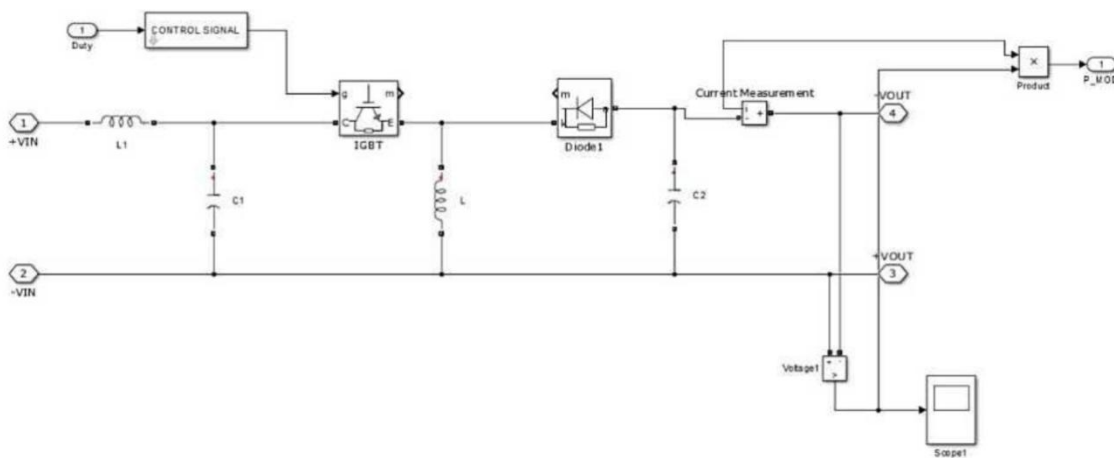 1
Duty
CONTROL SIGNAL
g
m
C
E
IGBT
m
k
a
Diode1
Current Measurement
i
+
-
×
Product
1
-VOUT
4
1
+VIN
L1
C1
L
C2
2
-VIN
+VOUT
3
Voltage1
+
-
v
Scope1